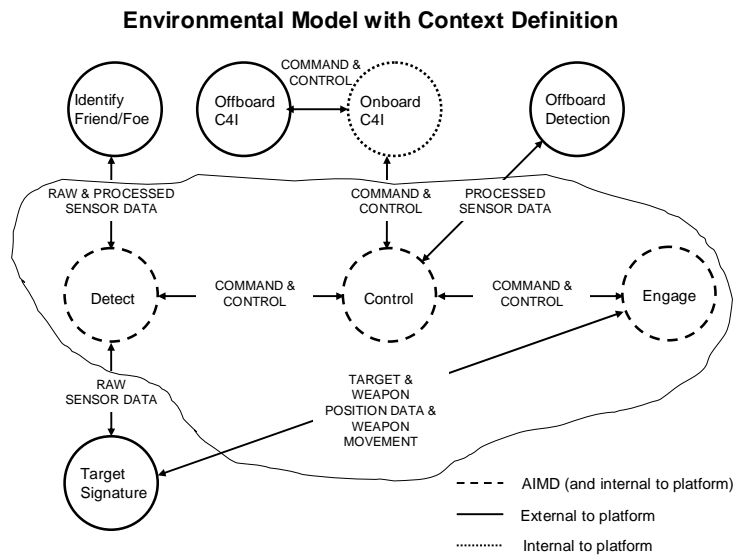 Environmental Model with Context Definition
COMMAND &
CONTROL
Identify
Friend/Foe
Offboard
C4I
Onboard
C4I
Offboard
Detection
RAW & PROCESSED
SENSOR DATA
COMMAND &
CONTROL
PROCESSED
SENSOR DATA
Detect
COMMAND &
CONTROL
Control
COMMAND &
CONTROL
Engage
RAW
SENSOR DATA
TARGET &
WEAPON
POSITION DATA &
WEAPON
MOVEMENT
Target
Signature
AIMD (and internal to platform)
External to platform
Internal to platform